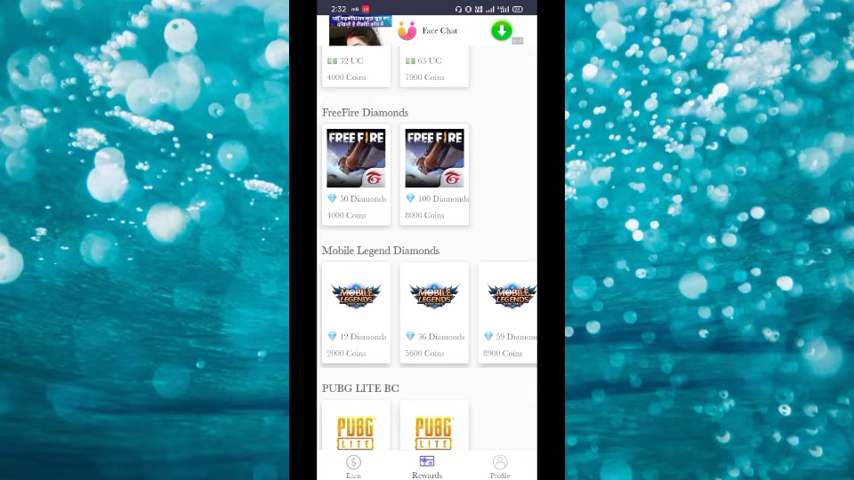 2:32
Face Chat
32 UC
63 UC
4000 Coins
7900 Coins
FreeFire Diamonds
FREE FIRE
FREE FIRE
50 Diamonds
100 Diamonds
4000 Coins
8000 Coins
Mobile Legend Diamonds
MOBILE LEGENDS
MOBILE LEGENDS
MOBILE LEGENDS
12 Diamonds
36 Diamonds
59 Diamon
2000 Coins
5600 Coins
8900 Coins
PUBG LITE BC
PUBG
LITE
PUBG
LITE
Earn
Rewards
Profile